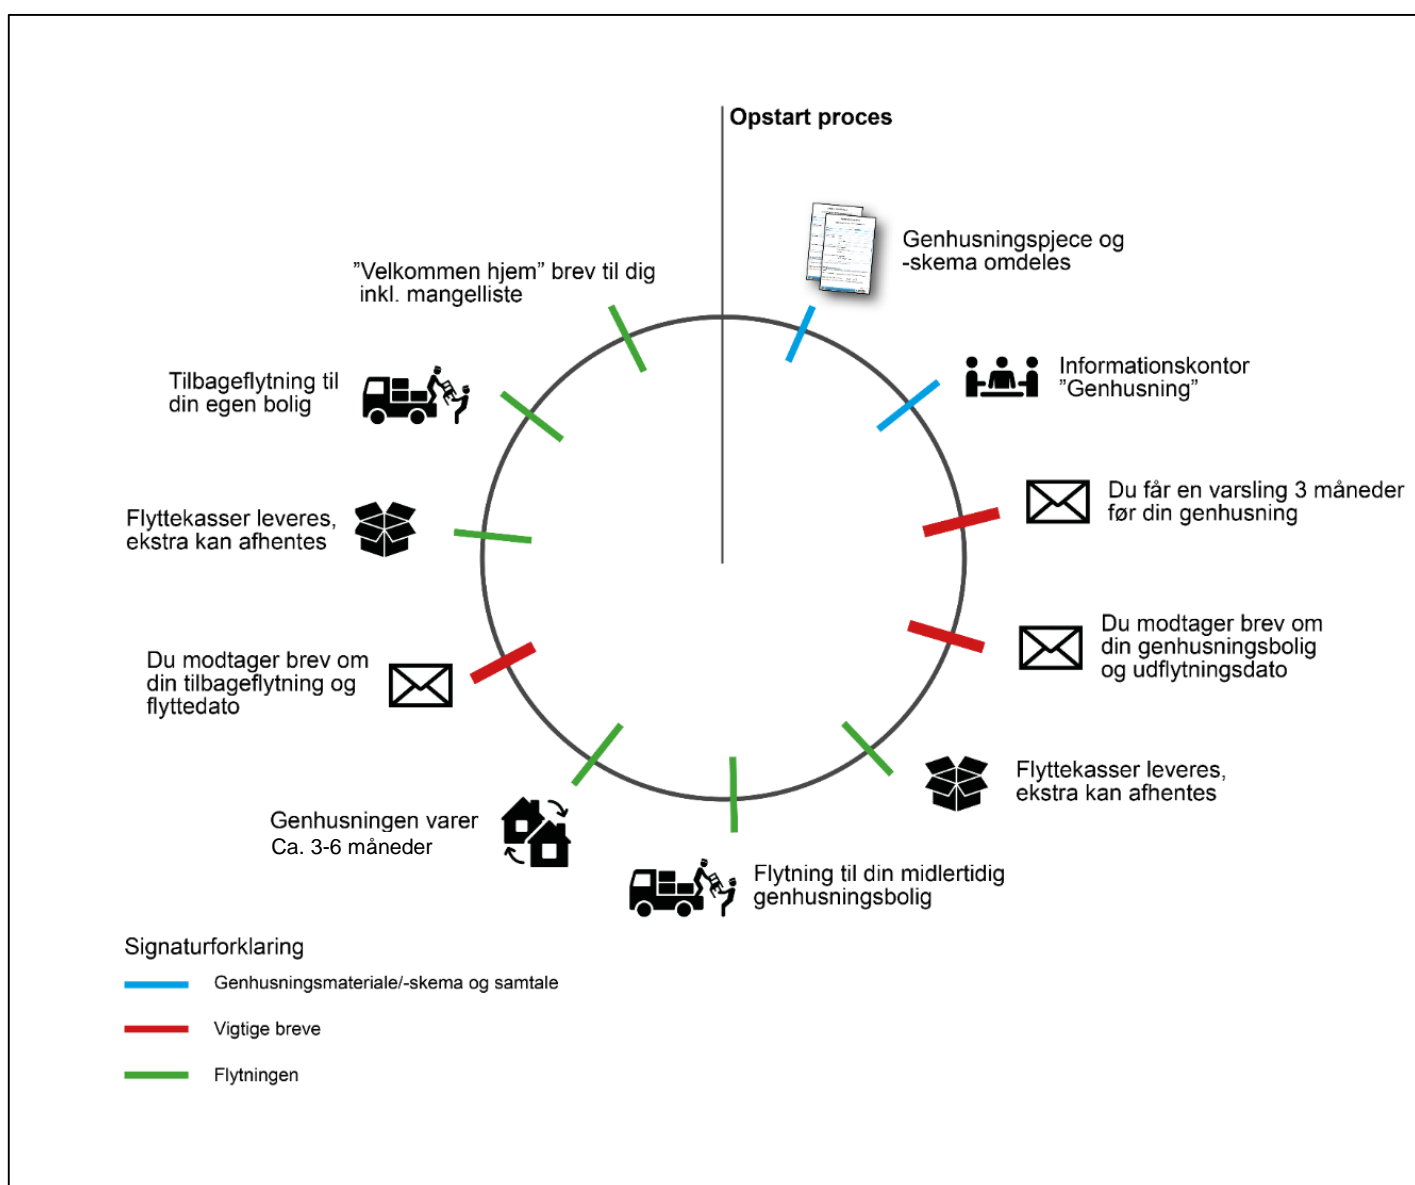 Opstart proces
Genhusningspjece og
-skema omdeles
Informationskontor
”Genhusning”
Du får en varsling 3 måneder
før din genhusning
Du modtager brev om
din genhusningsbolig
og udflytningsdato
Flyttekasser leveres,
ekstra kan afhentes
Flytning til din midlertidig
genhusningsbolig
Genhusningen varer
Ca. 3-6 måneder
Du modtager brev om
din tilbageflytning og
flyttedato
Flyttekasser leveres,
ekstra kan afhentes
Tilbageflytning til
din egen bolig
”Velkommen hjem” brev til dig
inkl. mangelliste
Signaturforklaring
Genhusningsmateriale/-skema og samtale
Vigtige breve
Flytningen